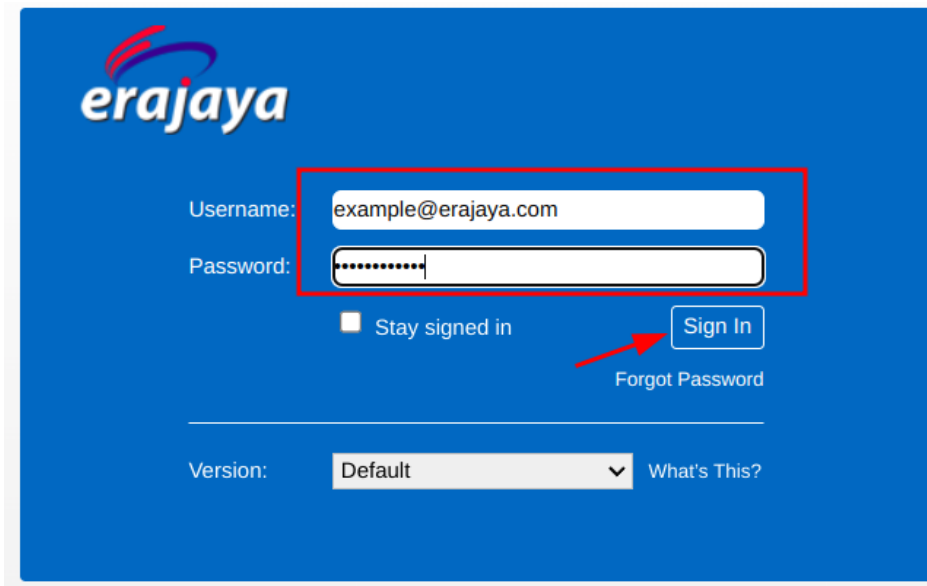 erajaya
Username: example@erajaya.com
Password: ••••••••••••
Stay signed in Sign In
Forgot Password
Version: Default What's This?